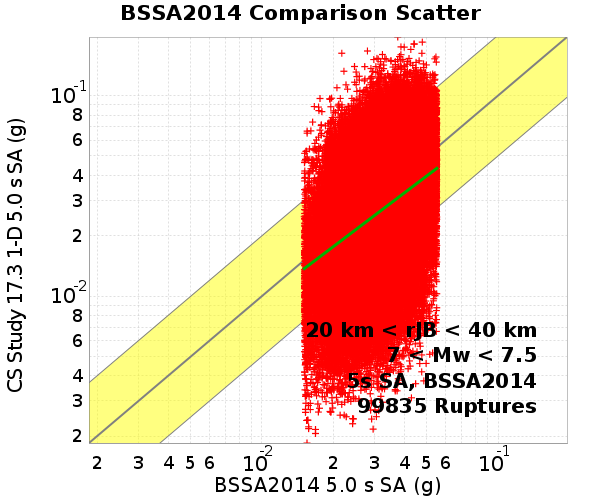 BSSA2014 Comparison Scatter
CS Study 17.3 1-D 5.0 s SA (g)
10-1
8
6
4
3
2
10-2
8
6
4
3
2
20 km < rJB < 40 km
7 < Mw < 7.5
5s SA, BSSA2014
99835 Ruptures
2 3 4 5 6 10-2 2 3 4 5 6 10-1
BSSA2014 5.0 s SA (g)